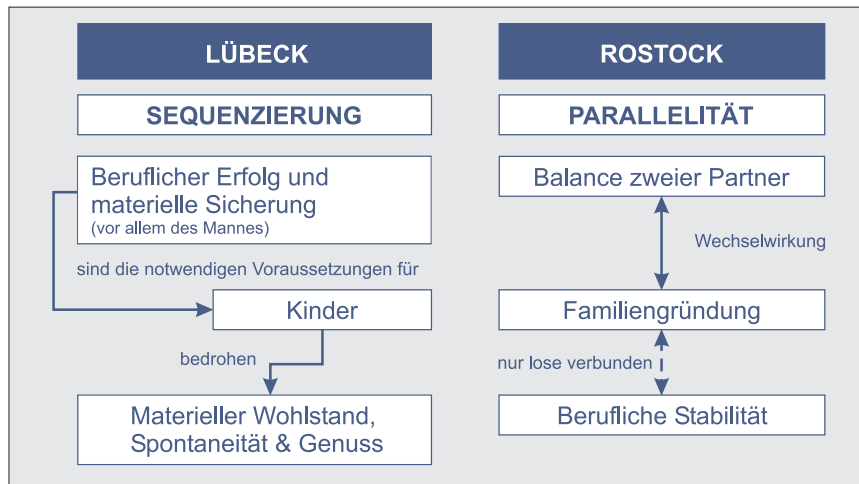 LÜBECK
SEQUENZIERUNG
Beruflicher Erfolg und
materielle Sicherung
(vor allem des Mannes)
sind die notwendigen Voraussetzungen für
Kinder
bedrohen
Materieller Wohlstand,
Spontaneität & Genuss
ROSTOCK
PARALLELITÄT
Balance zweier Partner
Wechselwirkung
Familiengründung
nur lose verbunden
Berufliche Stabilität